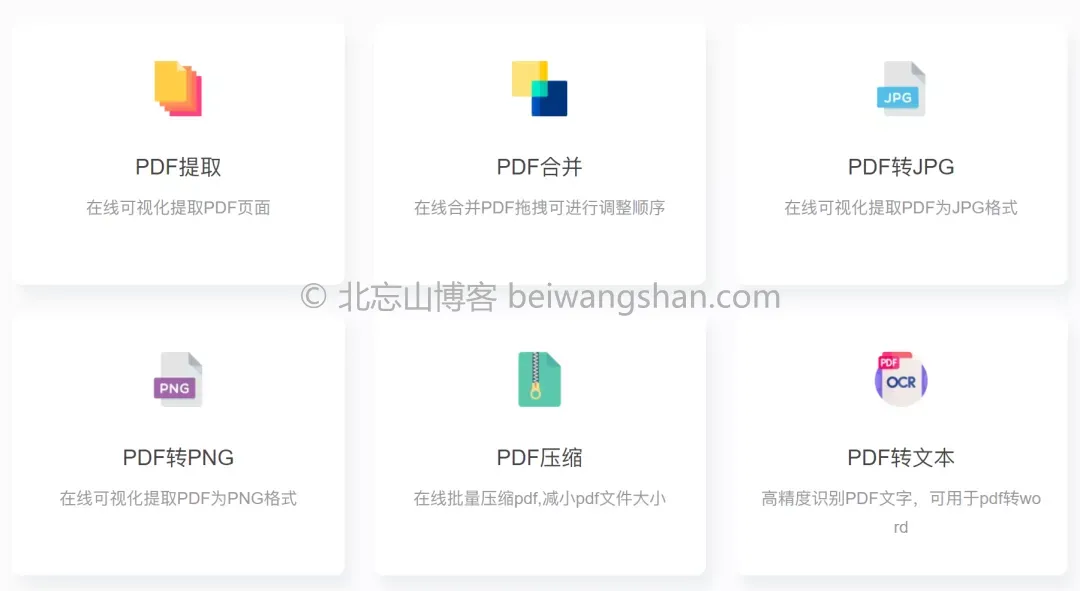 PDF提取
在线可视化提取PDF页面
PDF合并
在线合并PDF拖拽可进行调整顺序
JPG
PDF转JPG
在线可视化提取PDF为JPG格式
© 北忘山博客 beiwangshan.com
PNG
PDF转PNG
在线可视化提取PDF为PNG格式
PDF压缩
在线批量压缩pdf,减小pdf文件大小
PDF
OCR
PDF转文本
高精度识别PDF文字，可用于pdf转wo
rd